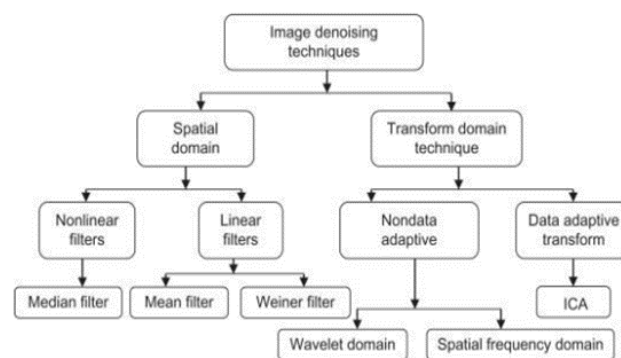 Image denoising
techniques
Spatial
domain
Transform domain
technique
Nonlinear
filters
Linear
filters
Nondata
adaptive
Data adaptive
transform
Median filter
Mean filter
Weiner filter
ICA
Wavelet domain
Spatial frequency domain